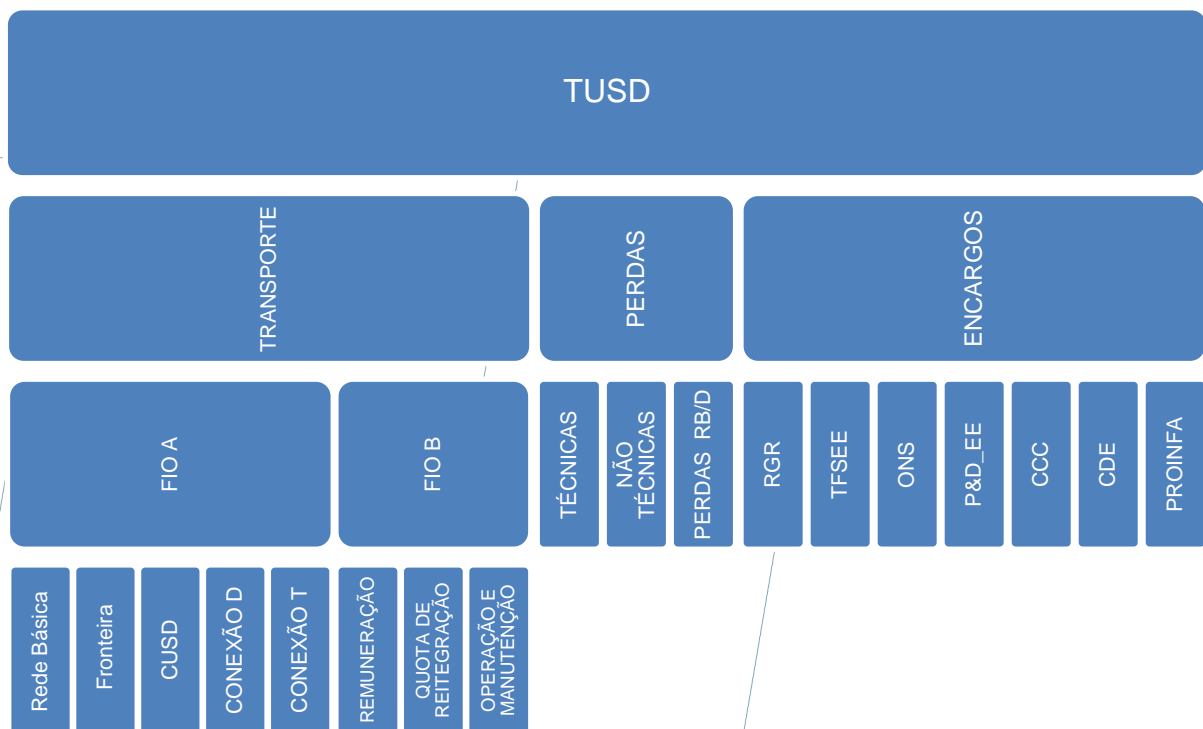 TUSD
TRANSPORTE
PERDAS
ENCARGOS
FIO A
FIO B
TÉCNICAS
NÃO
TÉCNICAS
PERDAS RB/D
RGR
TFSEE
ONS
P&D_EE
CCC
CDE
PROINFA
Rede Básica
Fronteira
CUSD
CONEXÃO D
CONEXÃO T
REMUNERAÇÃO
QUOTA DE
REITEGRAÇÃO
OPERAÇÃO E
MANUTENÇÃO